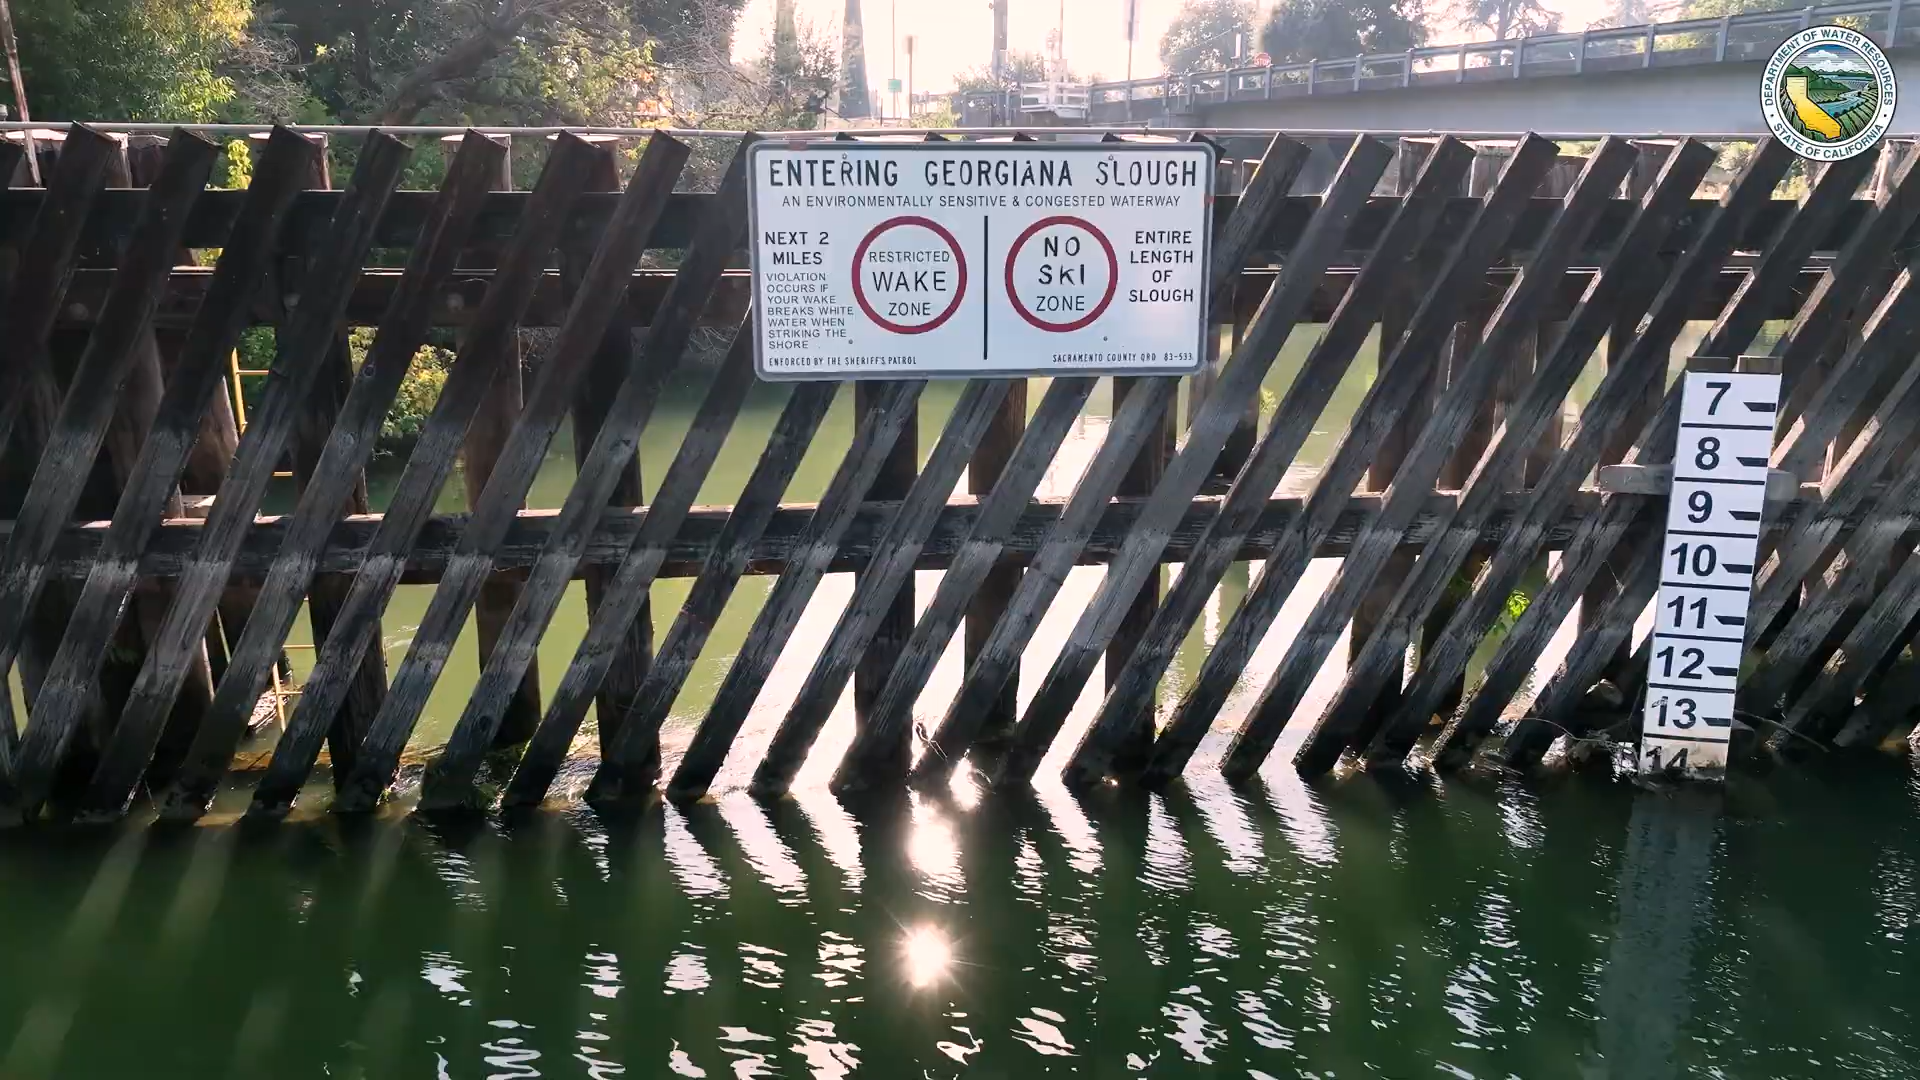 DEPARTMENT OF WATER RESOURCES
STATE OF CALIFORNIA
ENTERING GEORGIANA SLOUGH
AN ENVIRONMENTALLY SENSITIVE & CONGESTED WATERWAY
NEXT 2
MILES
VIOLATION
OCCURS IF
YOUR WAKE
BREAKS WHITE
WATER WHEN
STRIKING THE
SHORE
RESTRICTED
WAKE
ZONE
NO
SKI
ZONE
ENTIRE
LENGTH
OF
SLOUGH
ENFORCED BY THE SHERIFF'S PATROL
SACRAMENTO COUNTY ORD 83-533
7
8
9
10
11
12
13
14